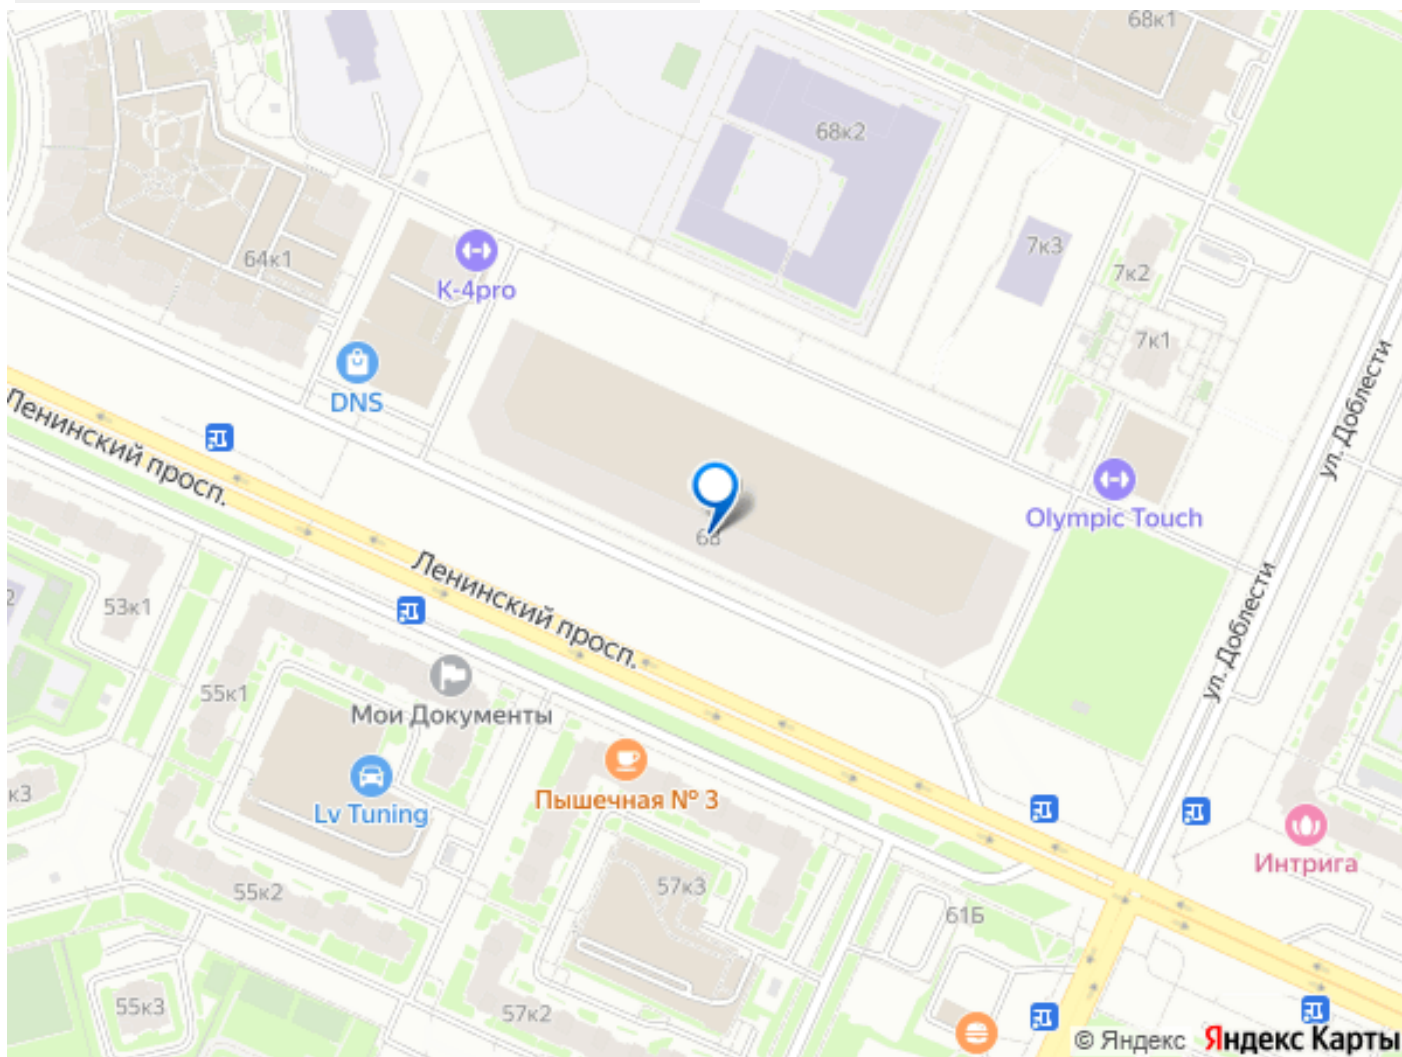 68к1
68к2
7к3
7к2
64к1
K-4pro
7к1
DNS
ул. Доблести
Ленинский просп.
Olympic Touch
Ленинский просп.
53к1
ул. Доблести
55к1
Мои Документы
к3
Lv Tuning
Пышечная № 3
Интрига
55к2
57к3
61Б
55к3
57к2
© Яндекс Яндекс Карты